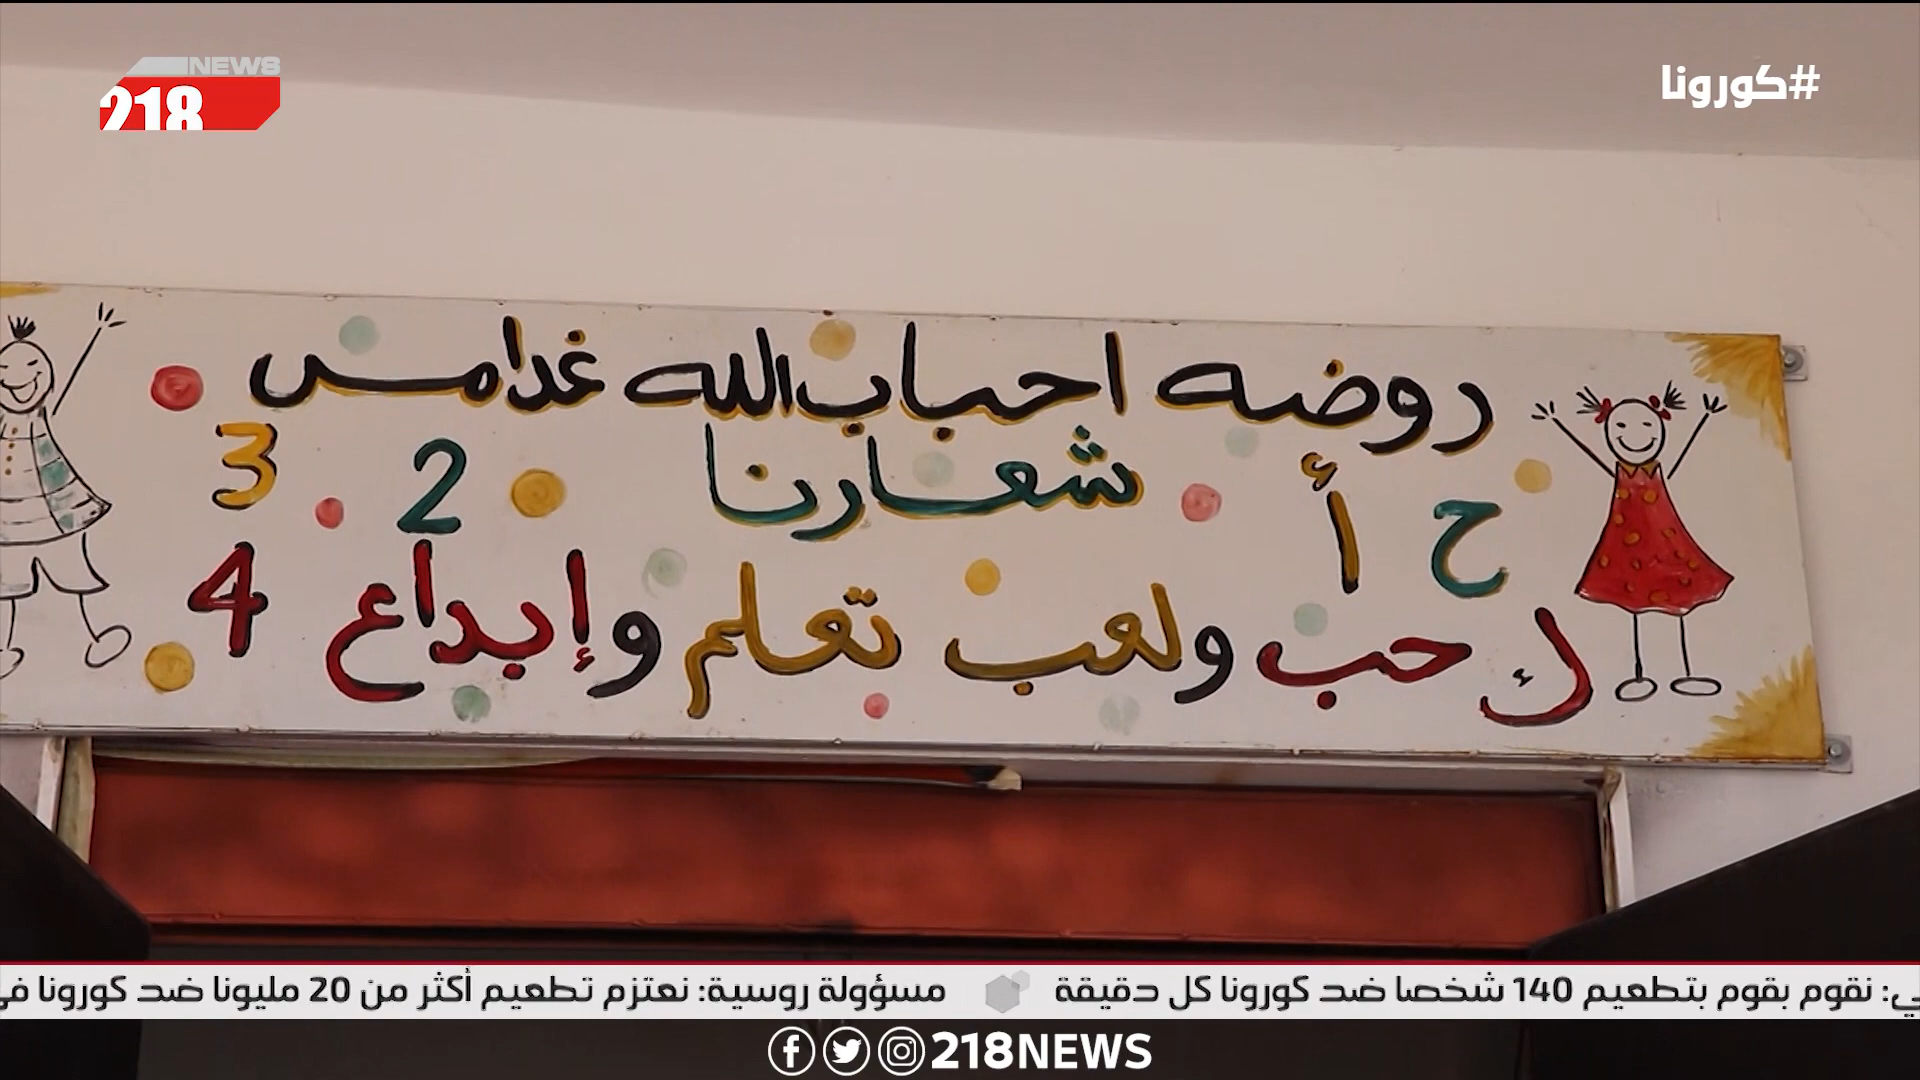 NEWS
218
#كورونا
روضه احباب الله غدامس
شعارنا
ح أ 2 3
ك حب ولعب تعلم وإبداع 4
ي: نقوم بقوم بتطعيم 140 شخصا ضد كورونا كل دقيقة
مسؤولة روسية: نعتزم تطعيم أكثر من 20 مليونا ضد كورونا في
218NEWS